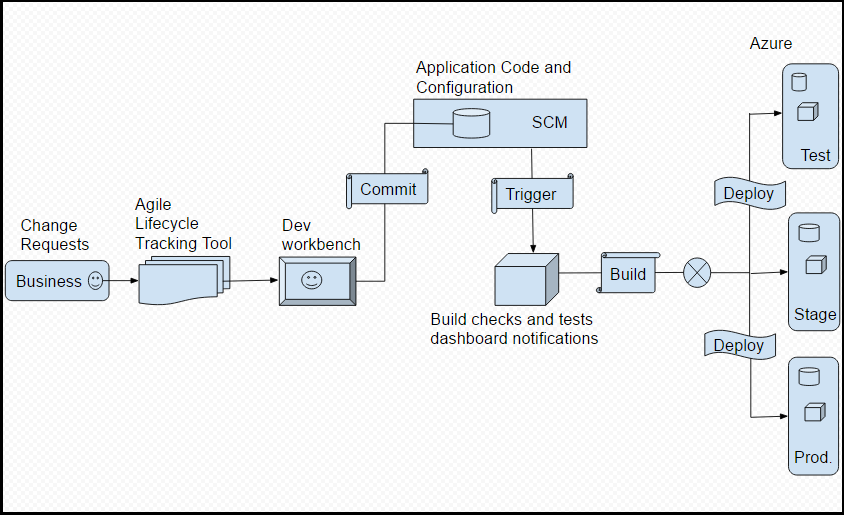 Azure
Application Code and
Configuration
SCM
Test
Commit
Trigger
Deploy
Agile
Lifecycle
Tracking Tool
Change
Requests
Dev
workbench
Business
Build
Stage
Build checks and tests
dashboard notifications
Deploy
Prod.